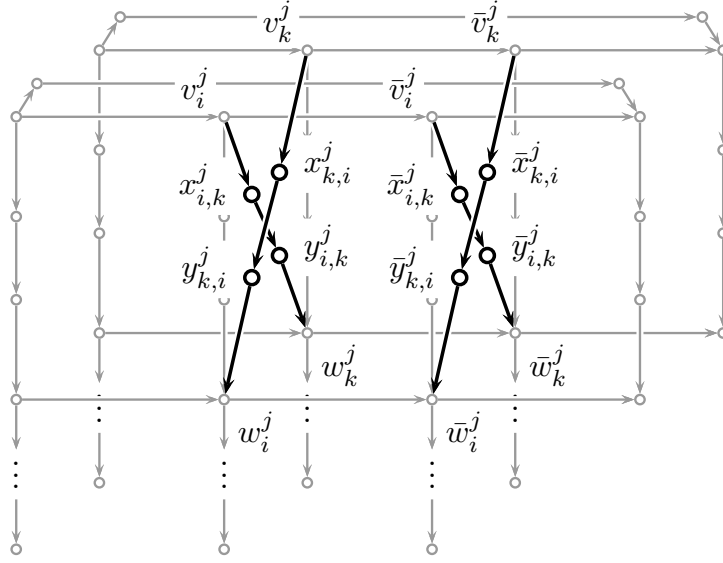 v_k^j v̄_k^j
v_i^j v̄_i^j
x_{i,k}^j x_{k,i}^j x̄_{i,k}^j x̄_{k,i}^j
y_{k,i}^j y_{i,k}^j ȳ_{k,i}^j ȳ_{i,k}^j
w_k^j w̄_k^j
w_i^j w̄_i^j